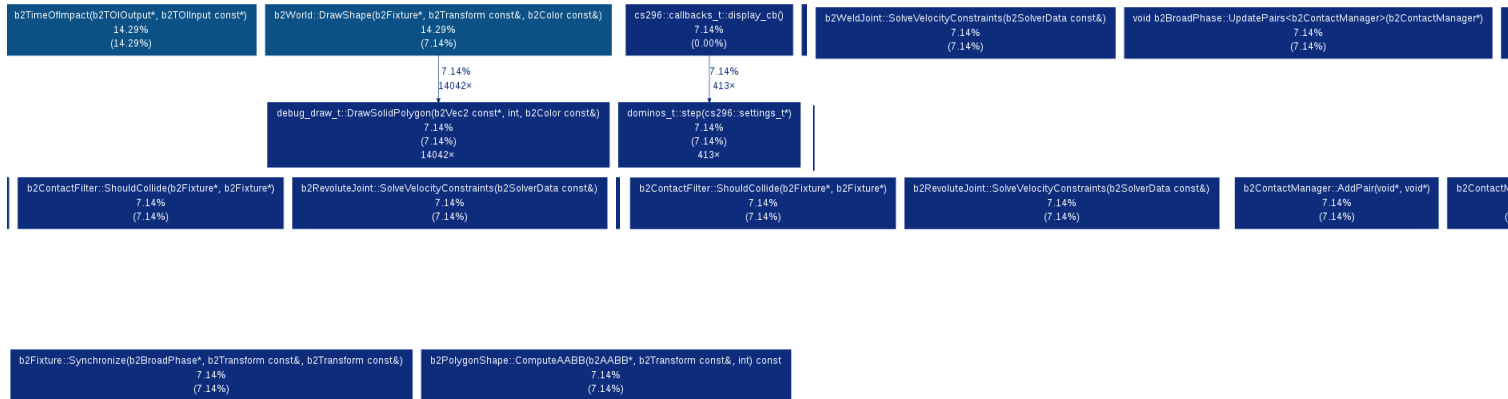 b2TimeOfImpact(b2TOIOutput*, b2TOIInput const*)
14.29%
(14.29%)
b2World::DrawShape(b2Fixture*, b2Transform const&, b2Color const&)
14.29%
(7.14%)
cs296::callbacks_t::display_cb()
7.14%
(0.00%)
b2WeldJoint::SolveVelocityConstraints(b2SolverData const&)
7.14%
(7.14%)
void b2BroadPhase::UpdatePairs<b2ContactManager>(b2ContactManager*)
7.14%
(7.14%)
7.14%
14042×
7.14%
413×
debug_draw_t::DrawSolidPolygon(b2Vec2 const*, int, b2Color const&)
7.14%
(7.14%)
14042×
dominos_t::step(cs296::settings_t*)
7.14%
(7.14%)
413×
b2ContactFilter::ShouldCollide(b2Fixture*, b2Fixture*)
7.14%
(7.14%)
b2RevoluteJoint::SolveVelocityConstraints(b2SolverData const&)
7.14%
(7.14%)
b2ContactFilter::ShouldCollide(b2Fixture*, b2Fixture*)
7.14%
(7.14%)
b2RevoluteJoint::SolveVelocityConstraints(b2SolverData const&)
7.14%
(7.14%)
b2ContactManager::AddPair(void*, void*)
7.14%
(7.14%)
b2Fixture::Synchronize(b2BroadPhase*, b2Transform const&, b2Transform const&)
7.14%
(7.14%)
b2PolygonShape::ComputeAABB(b2AABB*, b2Transform const&, int) const
7.14%
(7.14%)